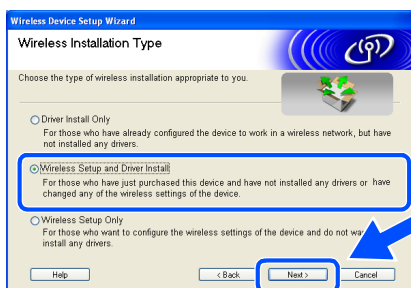 Wireless Device Setup Wizard
Wireless Installation Type
Choose the type of wireless installation appropriate to you.
Driver Install Only
For those who have already configured the device to work in a wireless network, but have
not installed any drivers.
Wireless Setup and Driver Install
For those who have just purchased this device and have not installed any drivers or have
changed any of the wireless settings of the device.
Wireless Setup Only
For those who want to configure the wireless settings of the device and do not
install any drivers.
Help
< Back
Next >
Cancel